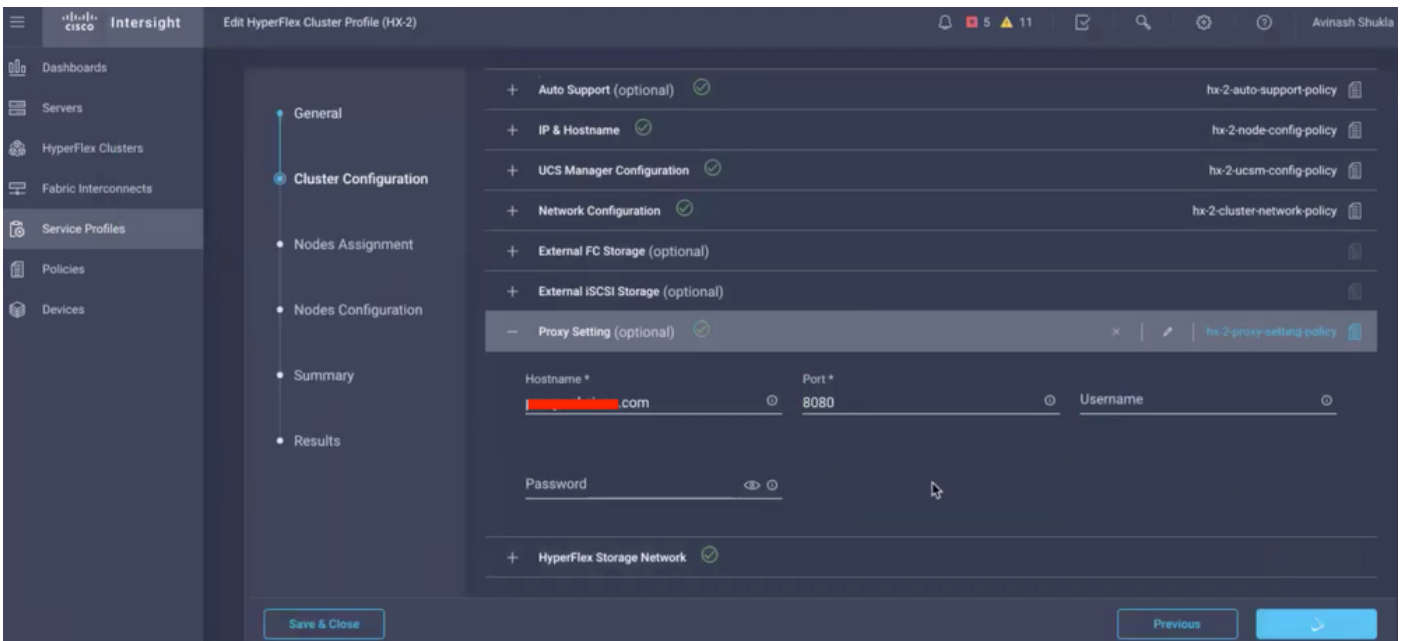 cisco Intersight
Edit HyperFlex Cluster Profile (HX-2)
5 11
Avinash Shukla
Dashboards
Servers
HyperFlex Clusters
Fabric Interconnects
Service Profiles
Policies
Devices
General
Cluster Configuration
Nodes Assignment
Nodes Configuration
Summary
Results
Auto Support (optional) hx-2-auto-support-policy
IP & Hostname hx-2-node-config-policy
UCS Manager Configuration hx-2-ucsm-config-policy
Network Configuration hx-2-cluster-network-policy
External FC Storage (optional)
External iSCSI Storage (optional)
Proxy Setting (optional) hx-2-proxy-setting-policy
Hostname * Port *
.com 8080 Username
Password
HyperFlex Storage Network
Save & Close Previous